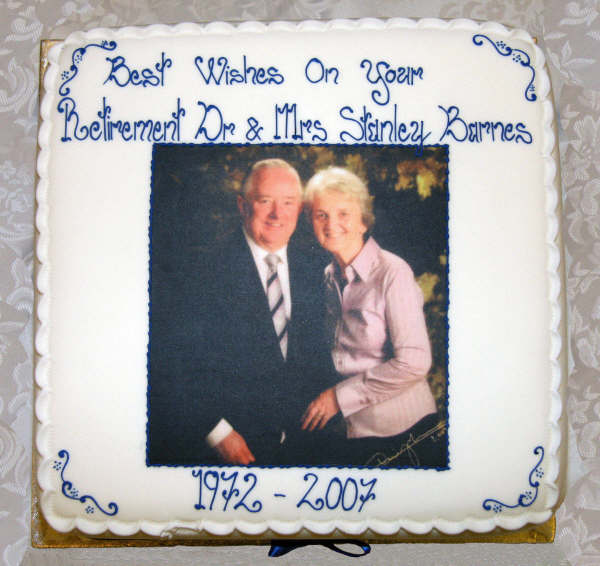 Best Wishes On Your
Retirement Dr & Mrs Stanley Barnes
1972 - 2007